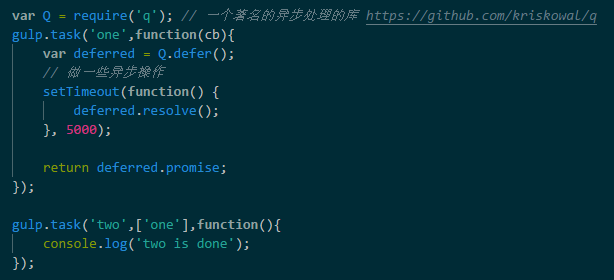 var Q = require('q'); // 一个著名的异步处理的库 https://github.com/kriskowal/q
gulp.task('one',function(cb){
    var deferred = Q.defer();
    // 做一些异步操作
    setTimeout(function() {
        deferred.resolve();
    }, 5000);

    return deferred.promise;
});

gulp.task('two',['one'],function(){
    console.log('two is done');
});